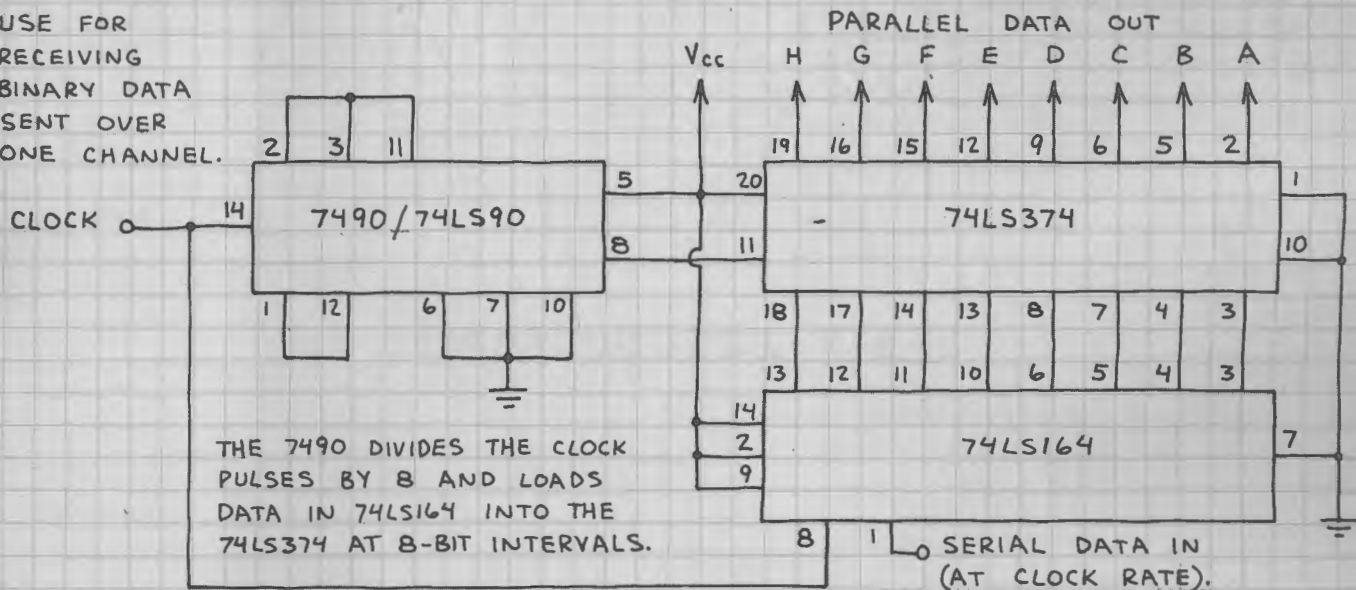 USE FOR
RECEIVING
BINARY DATA
SENT OVER
ONE CHANNEL.
PARALLEL DATA OUT
Vcc H G F E D C B A
2 3 11
19 16 15 12 9 6 5 2
CLOCK 14 7490/74LS90 5 8
20 11 - 74LS374 1 10
1 12 6 7 10
18 17 14 13 8 7 4 3
13 12 11 10 6 5 4 3
14 2 9 74LS164 7
8 1
THE 7490 DIVIDES THE CLOCK
PULSES BY 8 AND LOADS
DATA IN 74LS164 INTO THE
74LS374 AT 8-BIT INTERVALS.
SERIAL DATA IN
(AT CLOCK RATE).